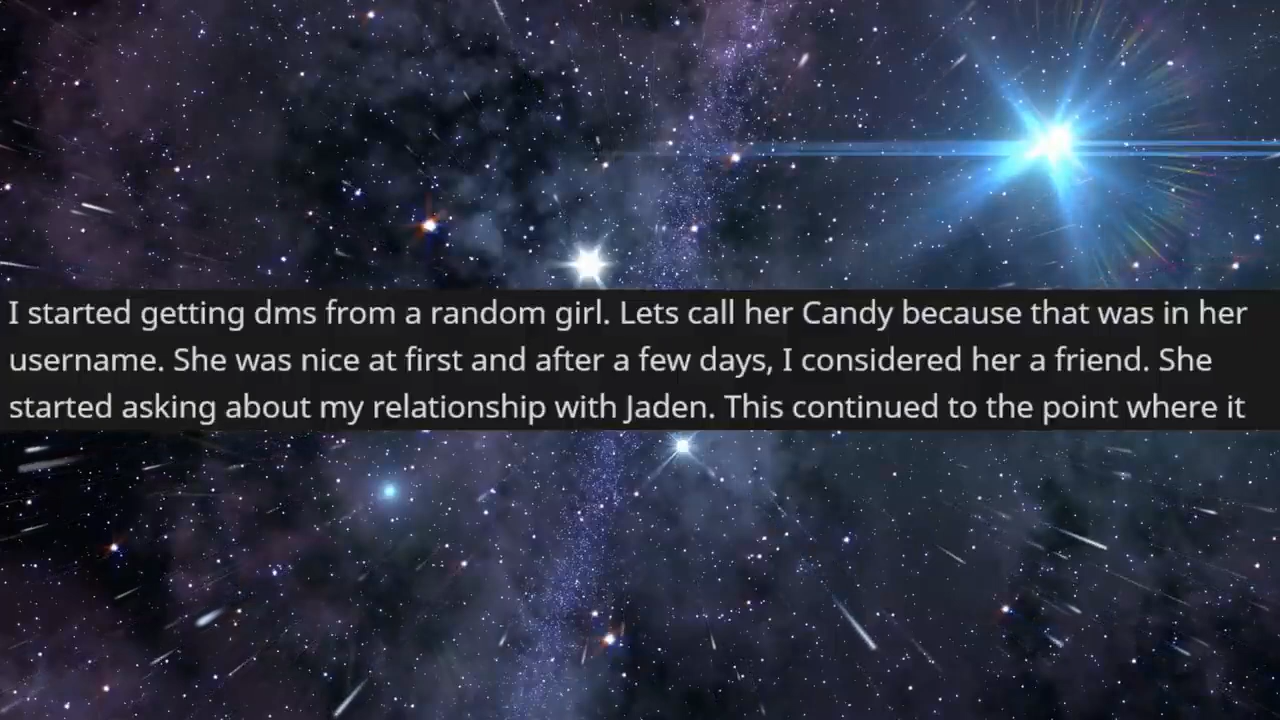 I started getting dms from a random girl. Lets call her Candy because that was in her
username. She was nice at first and after a few days, I considered her a friend. She
started asking about my relationship with Jaden. This continued to the point where it